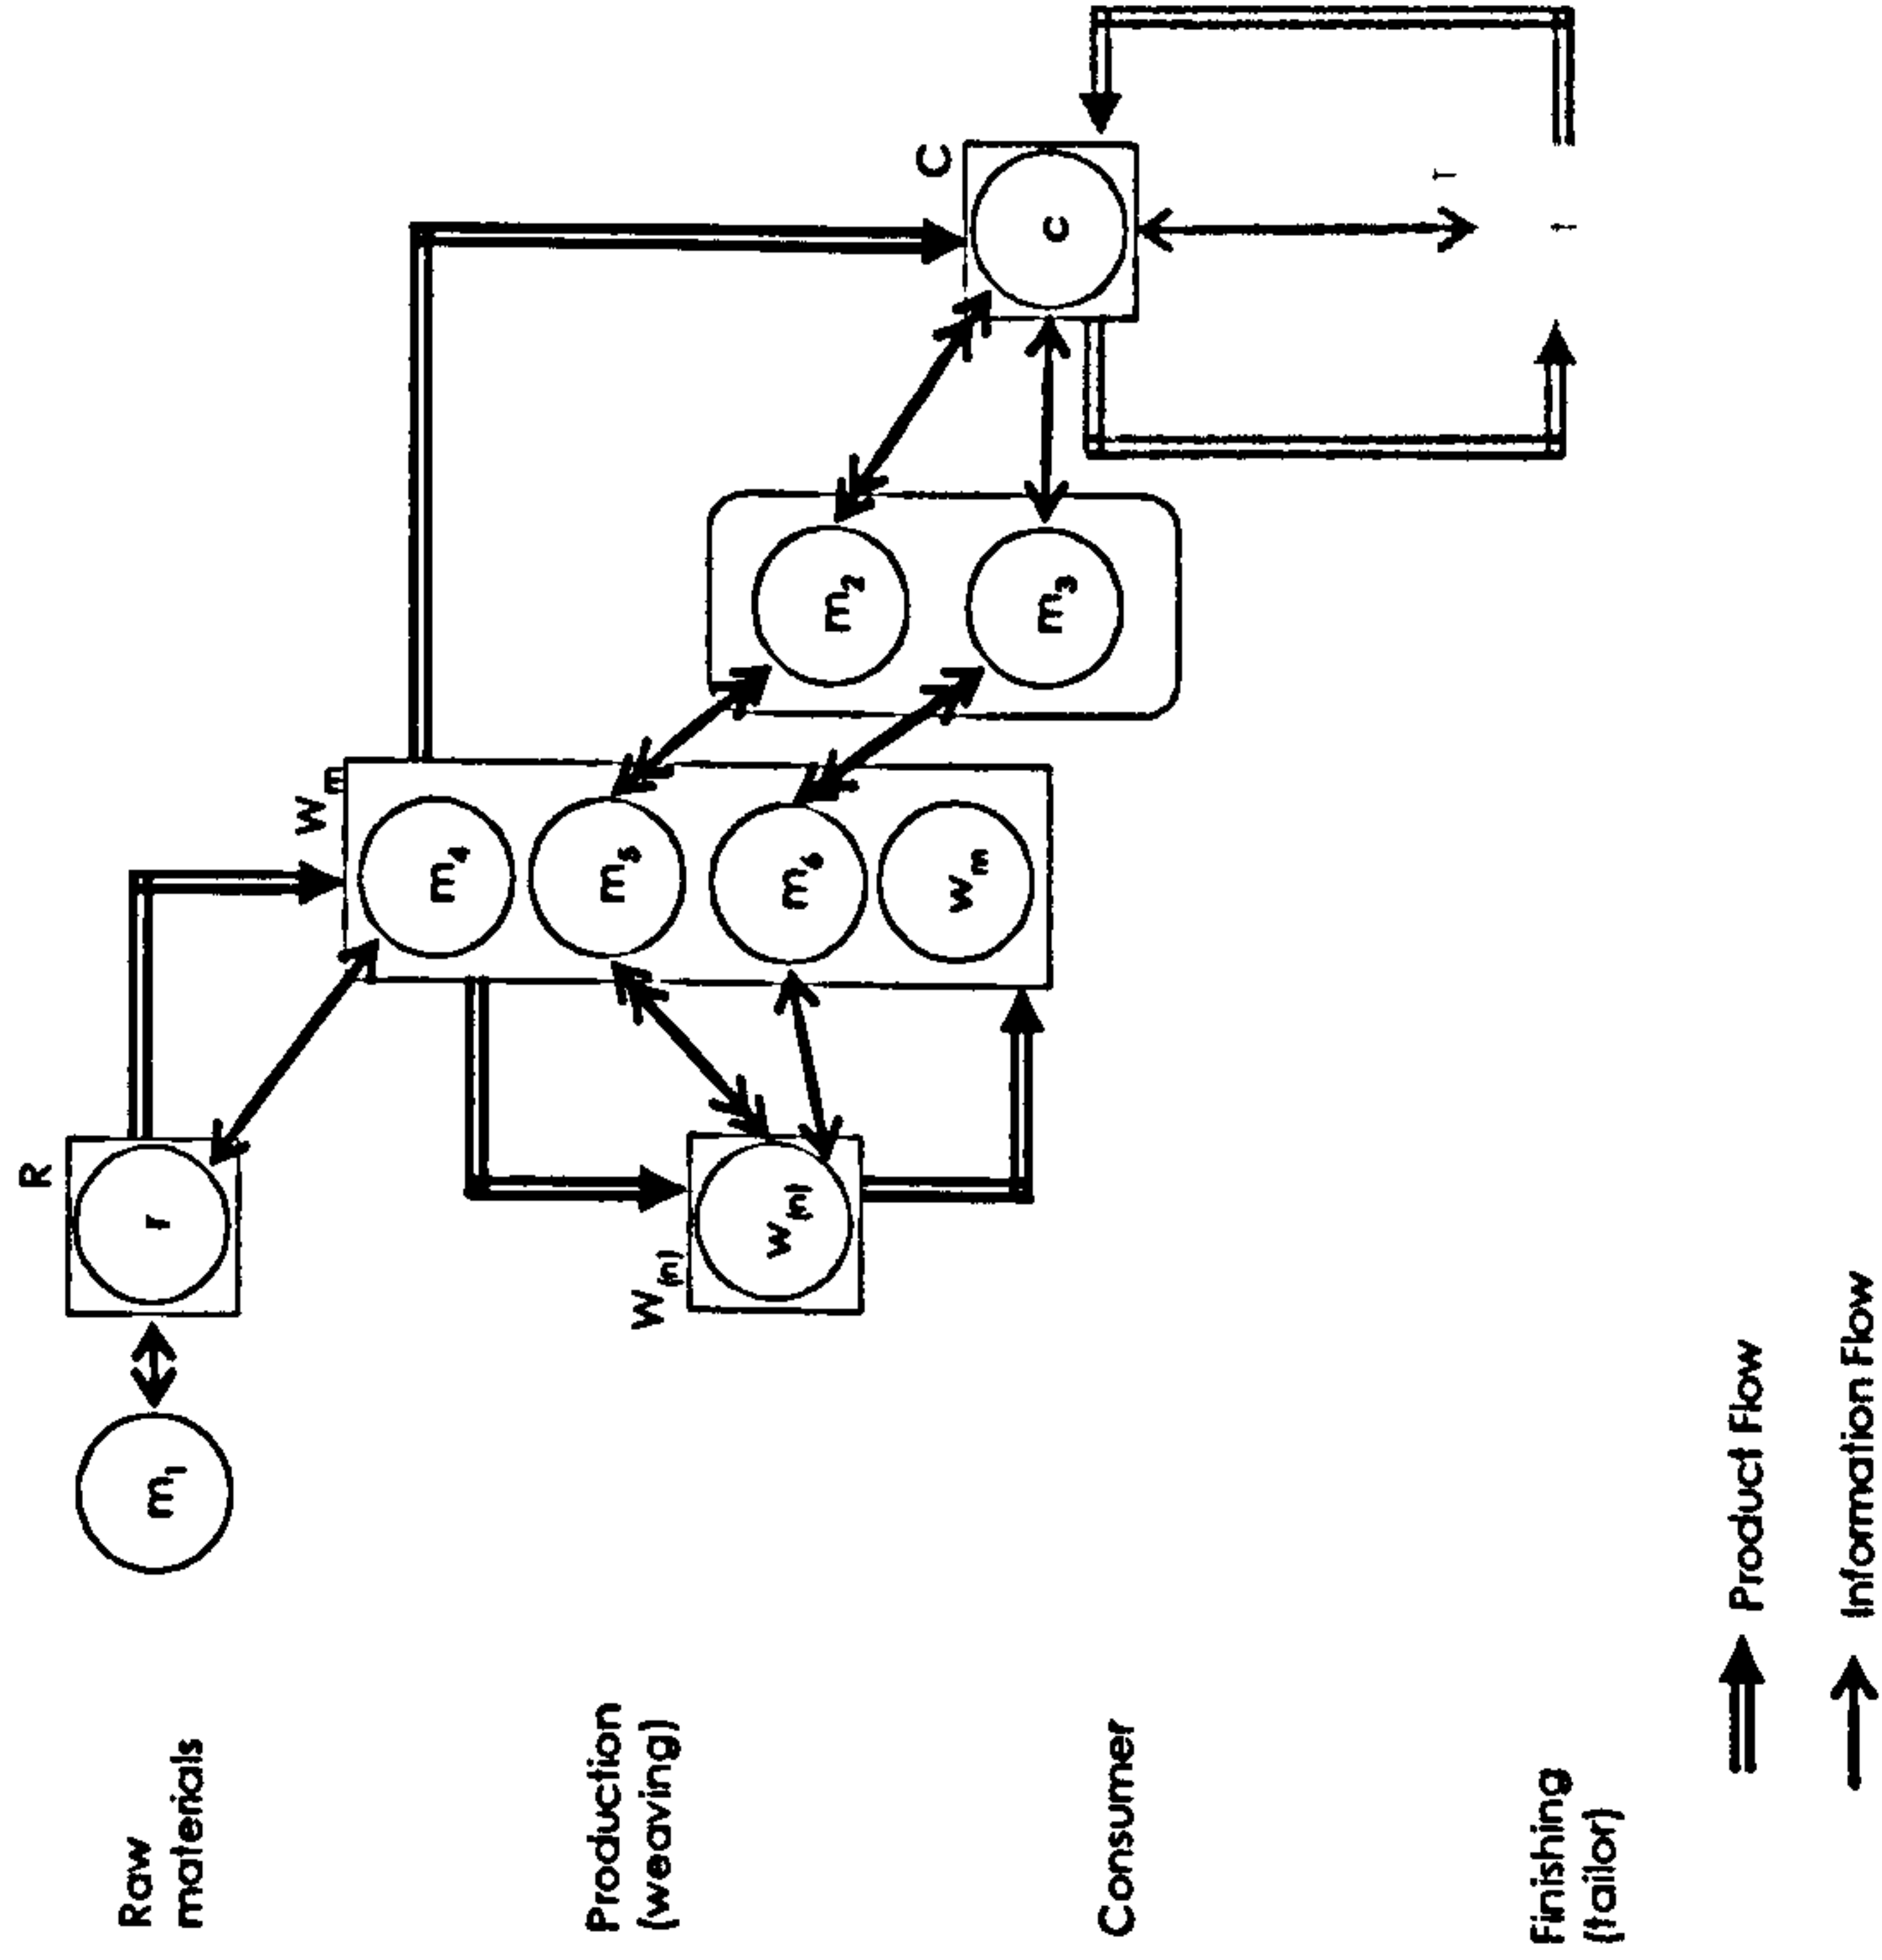 R
Raw
materials
m₁
r
Wₘ
m₄
Production
(weaving)
m₅
m₂
m₆
wₘ
m₃
C
c
Consumer
Finishing
(tailor)
Product Flow
Information Flow